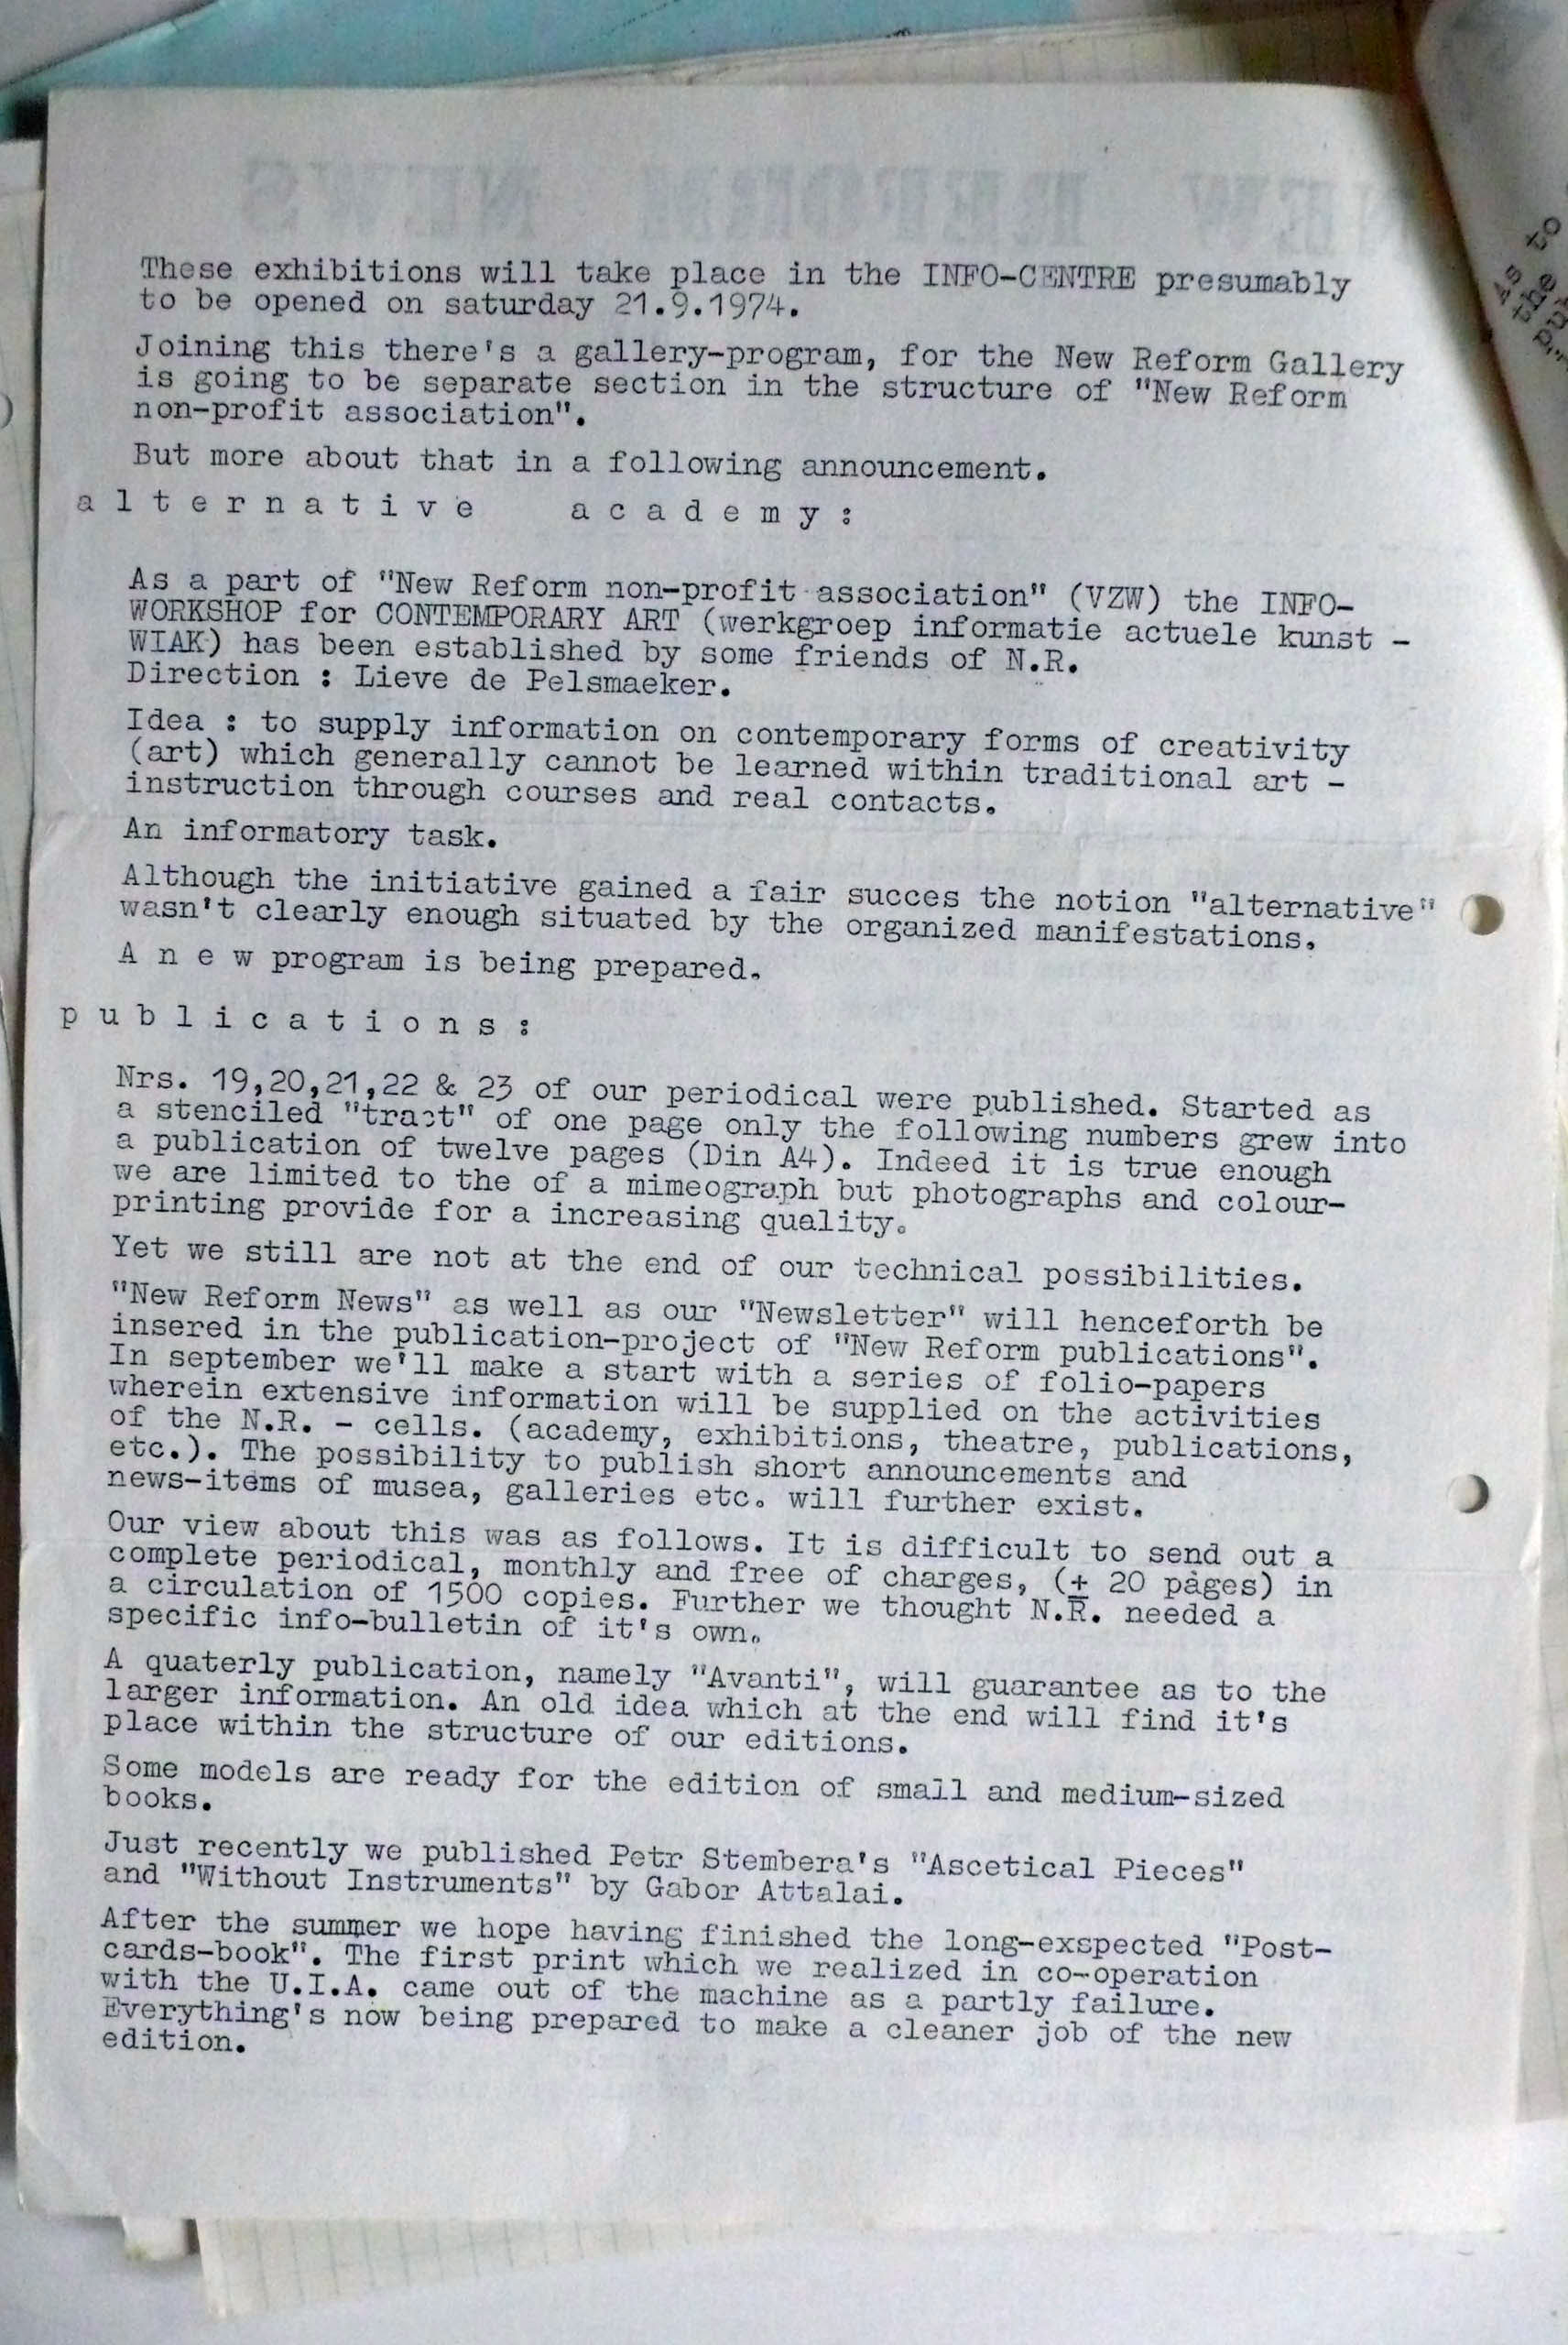 NEW REFORM NEWS
These exhibitions will take place in the INFO-CENTRE presumably
to be opened on saturday 21.9.1974.
Joining this there's a gallery-program, for the New Reform Gallery
is going to be separate section in the structure of "New Reform
non-profit association".
But more about that in a following announcement.
a l t e r n a t i v e a c a d e m y :
As a part of "New Reform non-profit association" (VZW) the INFO-
WORKSHOP for CONTEMPORARY ART (werkgroep informatie actuele kunst -
WIAK) has been established by some friends of N.R.
Direction : Lieve de Pelsmaeker.
Idea : to supply information on contemporary forms of creativity
(art) which generally cannot be learned within traditional art -
instruction through courses and real contacts.
An informatory task.
Although the initiative gained a fair succes the notion "alternative"
wasn't clearly enough situated by the organized manifestations.
A n e w program is being prepared.
p u b l i c a t i o n s :
Nrs. 19,20,21,22 & 23 of our periodical were published. Started as
a stenciled "tract" of one page only the following numbers grew into
a publication of twelve pages (Din A4). Indeed it is true enough
we are limited to the of a mimeograph but photographs and colour-
printing provide for a increasing quality.
Yet we still are not at the end of our technical possibilities.
"New Reform News" as well as our "Newsletter" will henceforth be
insered in the publication-project of "New Reform publications".
In september we'll make a start with a series of folio-papers
wherein extensive information will be supplied on the activities
of the N.R. - cells. (academy, exhibitions, theatre, publications,
etc.). The possibility to publish short announcements and
news-items of musea, galleries etc. will further exist.
Our view about this was as follows. It is difficult to send out a
complete periodical, monthly and free of charges, (± 20 pages) in
a circulation of 1500 copies. Further we thought N.R. needed a
specific info-bulletin of it's own.
A quaterly publication, namely "Avanti", will guarantee as to the
larger information. An old idea which at the end will find it's
place within the structure of our editions.
Some models are ready for the edition of small and medium-sized
books.
Just recently we published Petr Stembera's "Ascetical Pieces"
and "Without Instruments" by Gabor Attalai.
After the summer we hope having finished the long-exspected "Post-
cards-book". The first print which we realized in co-operation
with the U.I.A. came out of the machine as a partly failure.
Everything's now being prepared to make a cleaner job of the new
edition.
As to
the